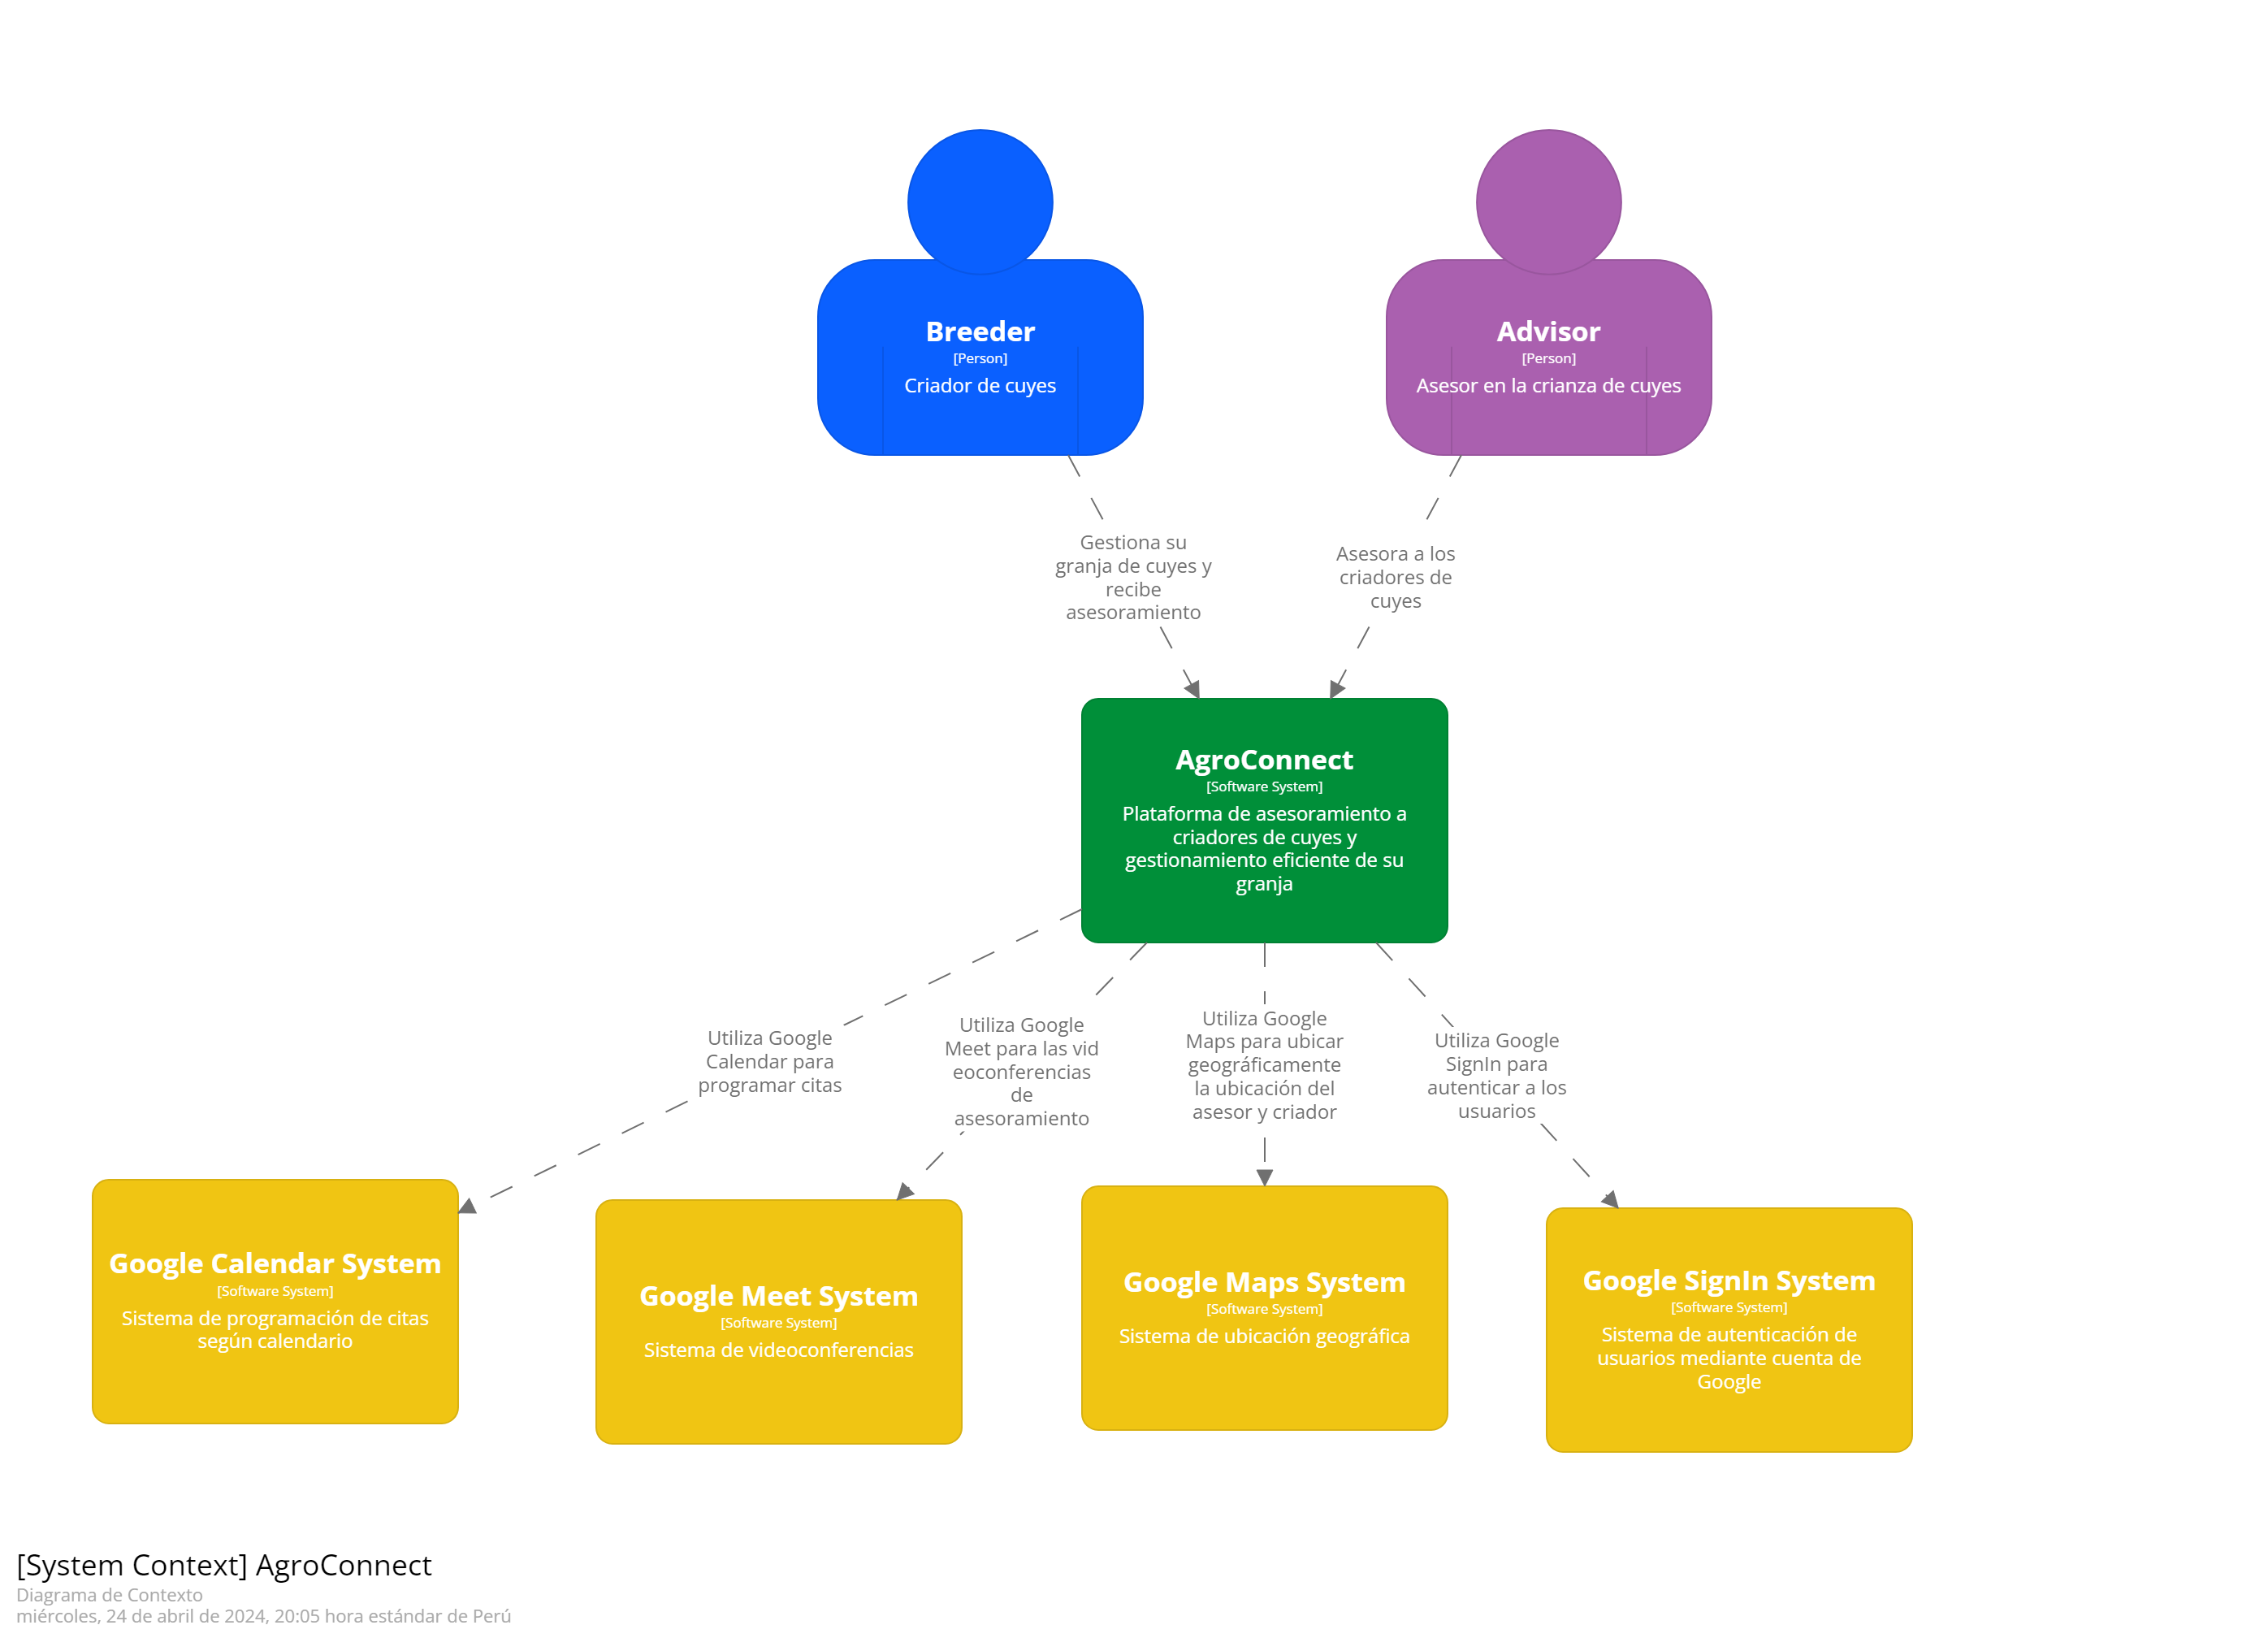 Breeder
[Person]
Criador de cuyes
Advisor
[Person]
Asesor en la crianza de cuyes
Gestiona su
granja de cuyes y
recibe
asesoramiento
Asesora a los
criadores de
cuyes
AgroConnect
[Software System]
Plataforma de asesoramiento a
criadores de cuyes y
gestionamiento eficiente de su
granja
Utiliza Google
Calendar para
programar citas
Utiliza Google
Meet para las vid
eoconferencias
de
asesoramiento
Utiliza Google
Maps para ubicar
geográficamente
la ubicación del
asesor y criador
Utiliza Google
SignIn para
autenticar a los
usuarios
Google Calendar System
[Software System]
Sistema de programación de citas
según calendario
Google Meet System
[Software System]
Sistema de videoconferencias
Google Maps System
[Software System]
Sistema de ubicación geográfica
Google SignIn System
[Software System]
Sistema de autenticación de
usuarios mediante cuenta de
Google
[System Context] AgroConnect
Diagrama de Contexto
miércoles, 24 de abril de 2024, 20:05 hora estándar de Perú